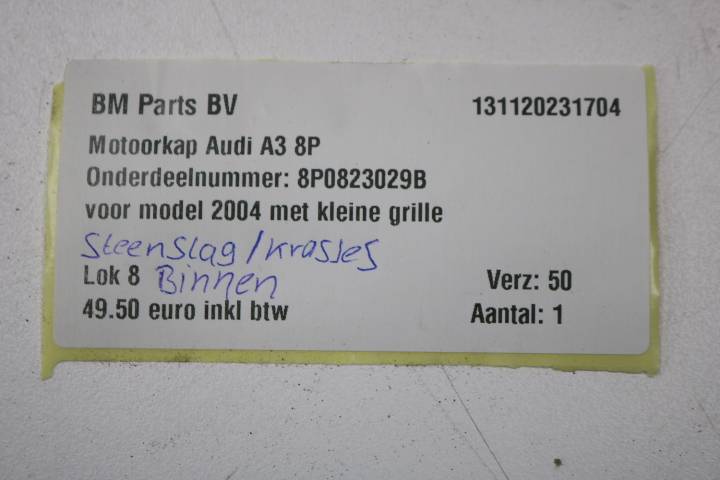 BM Parts BV 131120231704
Motoorkap Audi A3 8P
Onderdeelnummer: 8P0823029B
voor model 2004 met kleine grille
Steenslag/krasjes
Lok 8 Binnen Verz: 50
49.50 euro inkl btw Aantal: 1